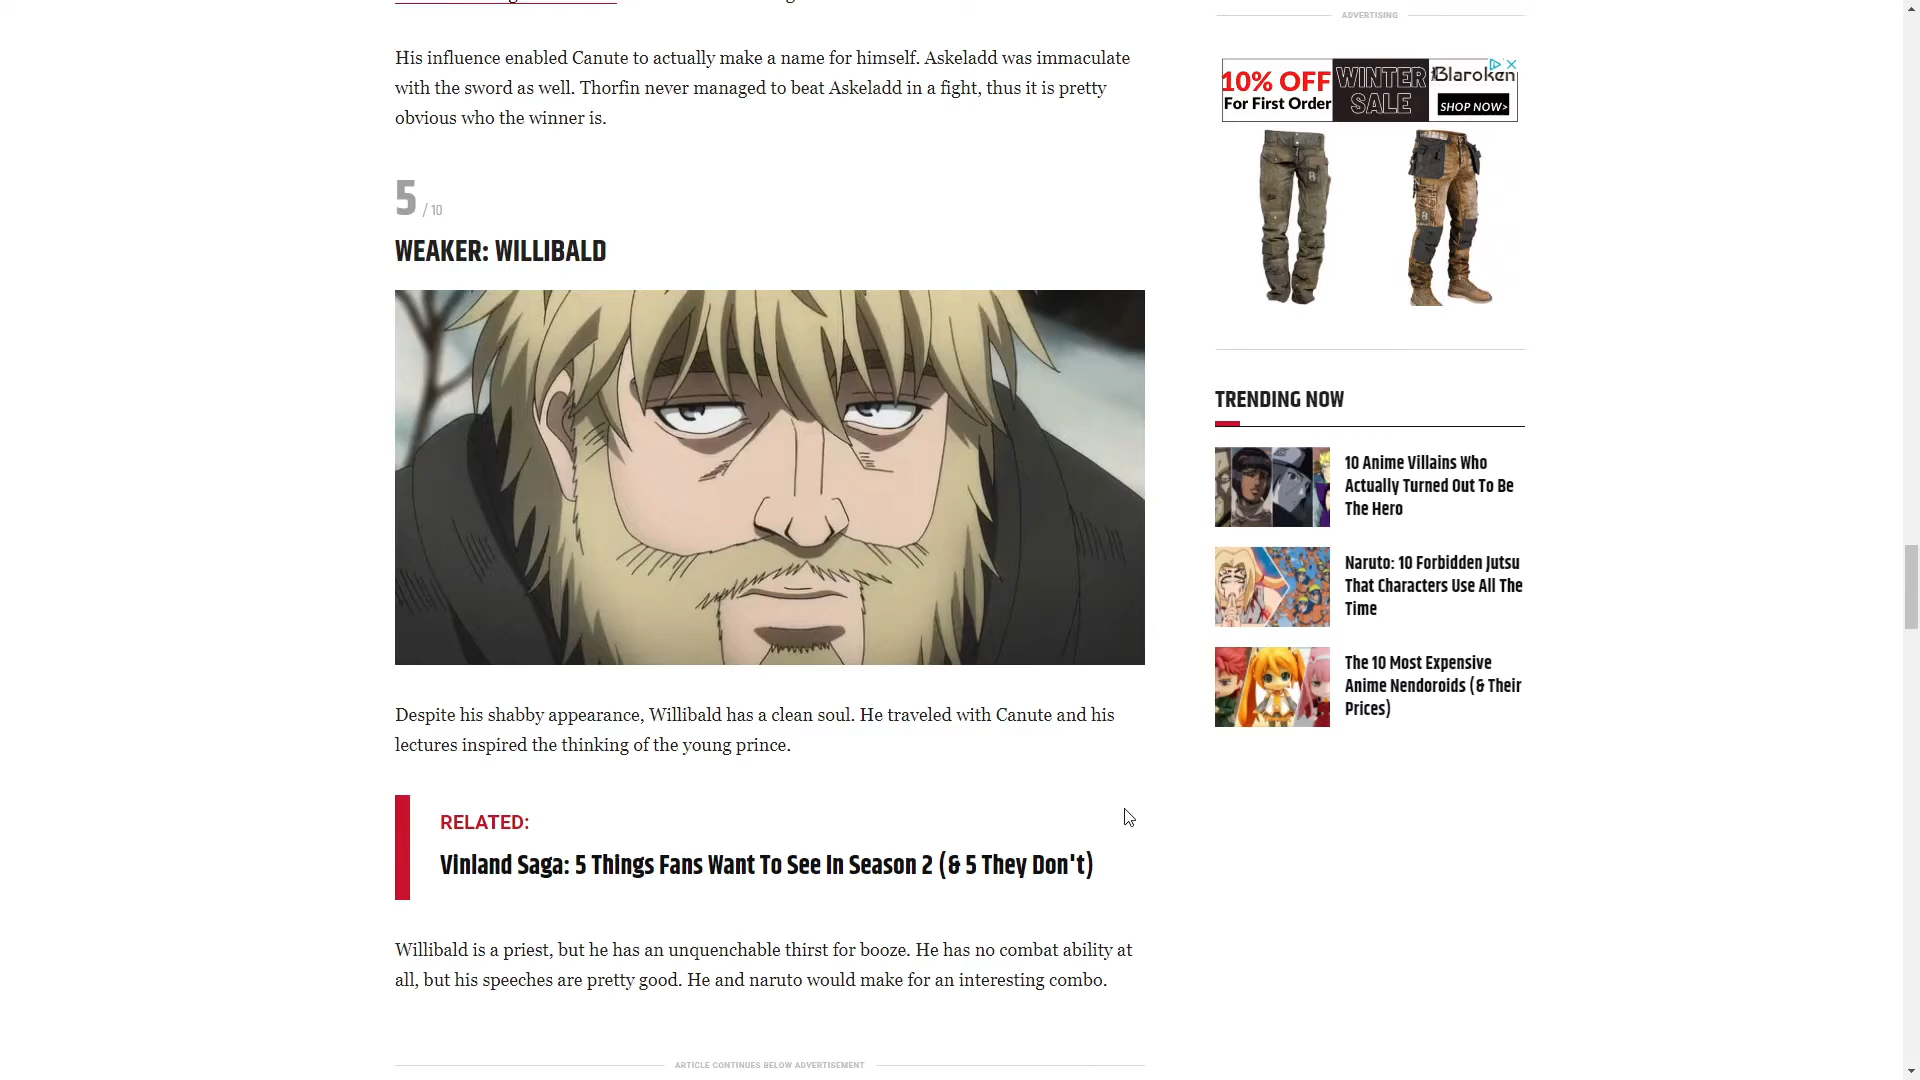 His influence enabled Canute to actually make a name for himself. Askeladd was immaculate
with the sword as well. Thorfin never managed to beat Askeladd in a fight, thus it is pretty
obvious who the winner is.
5 / 10
WEAKER: WILLIBALD
Despite his shabby appearance, Willibald has a clean soul. He traveled with Canute and his
lectures inspired the thinking of the young prince.
RELATED:
Vinland Saga: 5 Things Fans Want To See In Season 2 (& 5 They Don't)
Willibald is a priest, but he has an unquenchable thirst for booze. He has no combat ability at
all, but his speeches are pretty good. He and naruto would make for an interesting combo.
ARTICLE CONTINUES BELOW ADVERTISEMENT
ADVERTISING
10% OFF
For First Order
WINTER
SALE
Blaroken
SHOP NOW>
TRENDING NOW
10 Anime Villains Who
Actually Turned Out To Be
The Hero
Naruto: 10 Forbidden Jutsu
That Characters Use All The
Time
The 10 Most Expensive
Anime Nendoroids (& Their
Prices)